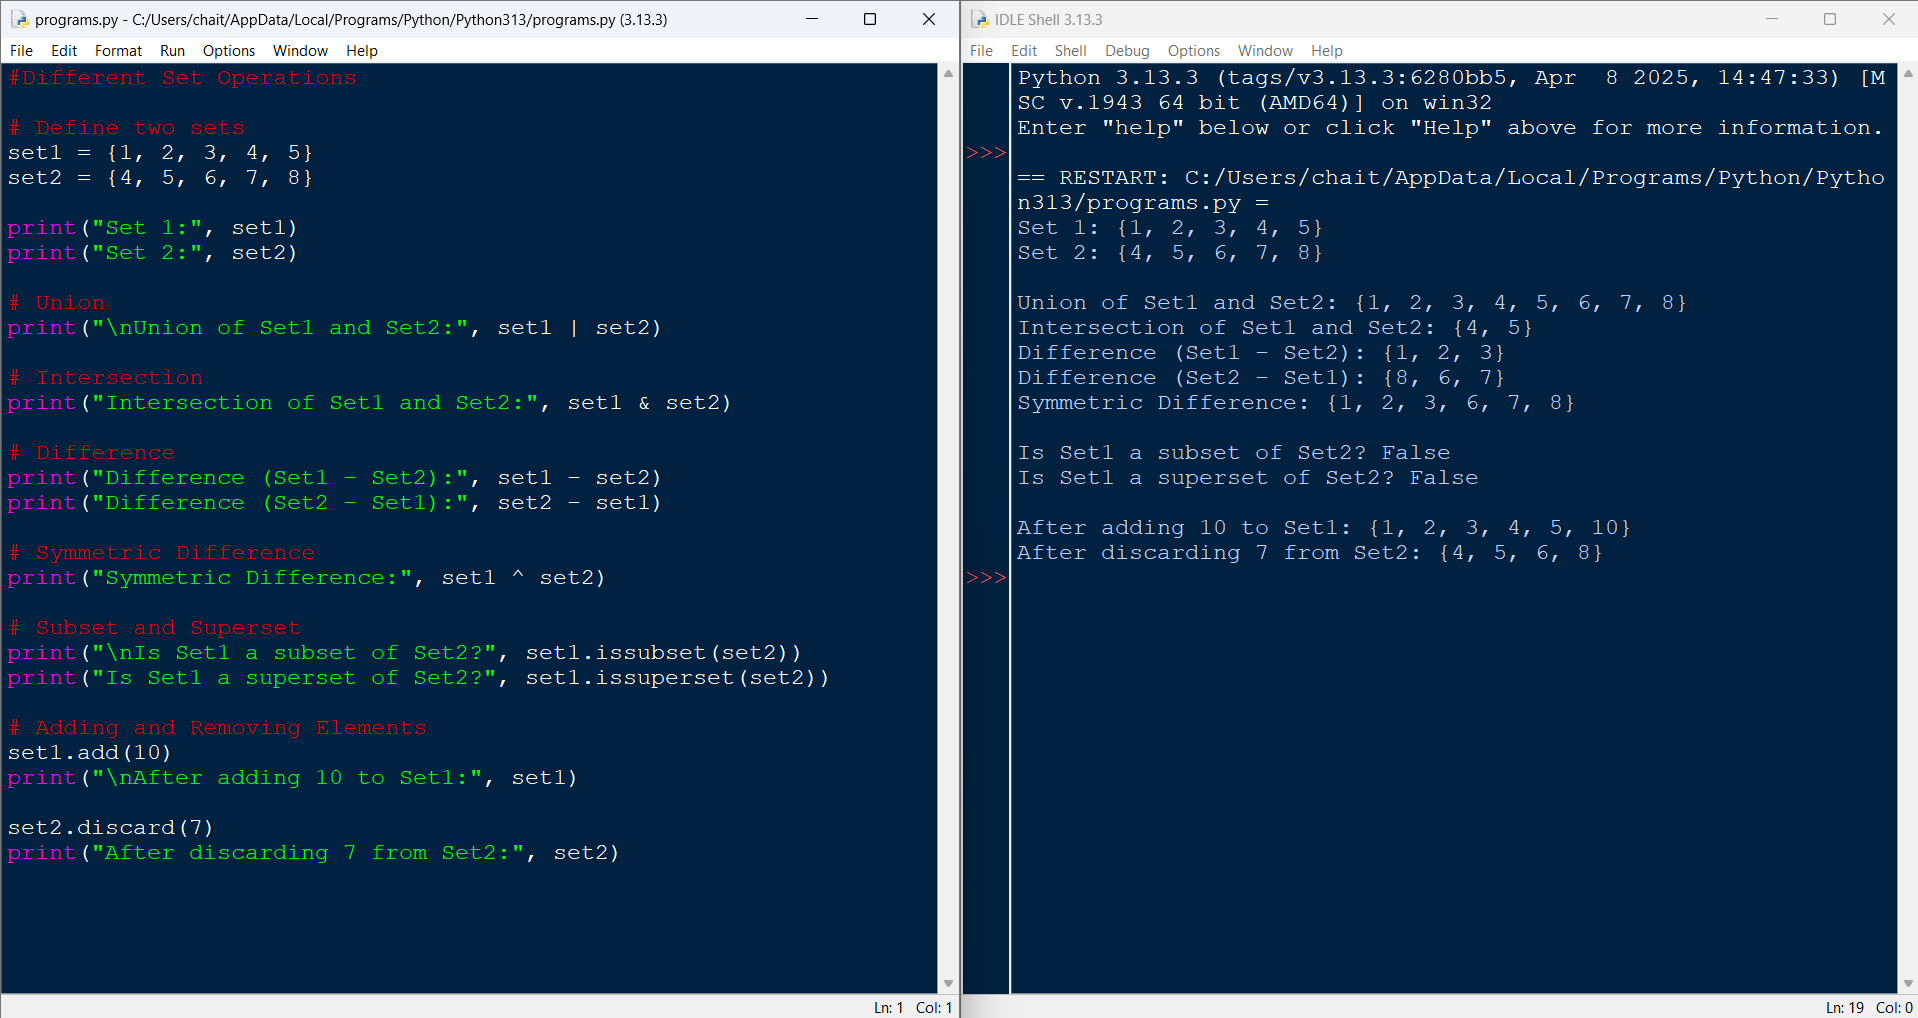 programs.py - C:/Users/chait/AppData/Local/Programs/Python/Python313/programs.py (3.13.3)
File Edit Format Run Options Window Help
#Different Set Operations
# Define two sets
set1 = {1, 2, 3, 4, 5}
set2 = {4, 5, 6, 7, 8}
print("Set 1:", set1)
print("Set 2:", set2)
# Union
print("\nUnion of Set1 and Set2:", set1 | set2)
# Intersection
print("Intersection of Set1 and Set2:", set1 & set2)
# Difference
print("Difference (Set1 - Set2):", set1 - set2)
print("Difference (Set2 - Set1):", set2 - set1)
# Symmetric Difference
print("Symmetric Difference:", set1 ^ set2)
# Subset and Superset
print("\nIs Set1 a subset of Set2?", set1.issubset(set2))
print("Is Set1 a superset of Set2?", set1.issuperset(set2))
# Adding and Removing Elements
set1.add(10)
print("\nAfter adding 10 to Set1:", set1)
set2.discard(7)
print("After discarding 7 from Set2:", set2)
Ln: 1 Col: 1
IDLE Shell 3.13.3
File Edit Shell Debug Options Window Help
Python 3.13.3 (tags/v3.13.3:6280bb5, Apr  8 2025, 14:47:33) [M
SC v.1943 64 bit (AMD64)] on win32
Enter "help" below or click "Help" above for more information.
>>>
== RESTART: C:/Users/chait/AppData/Local/Programs/Python/Pytho
n313/programs.py =
Set 1: {1, 2, 3, 4, 5}
Set 2: {4, 5, 6, 7, 8}
Union of Set1 and Set2: {1, 2, 3, 4, 5, 6, 7, 8}
Intersection of Set1 and Set2: {4, 5}
Difference (Set1 - Set2): {1, 2, 3}
Difference (Set2 - Set1): {8, 6, 7}
Symmetric Difference: {1, 2, 3, 6, 7, 8}
Is Set1 a subset of Set2? False
Is Set1 a superset of Set2? False
After adding 10 to Set1: {1, 2, 3, 4, 5, 10}
After discarding 7 from Set2: {4, 5, 6, 8}
>>>
Ln: 19 Col: 0